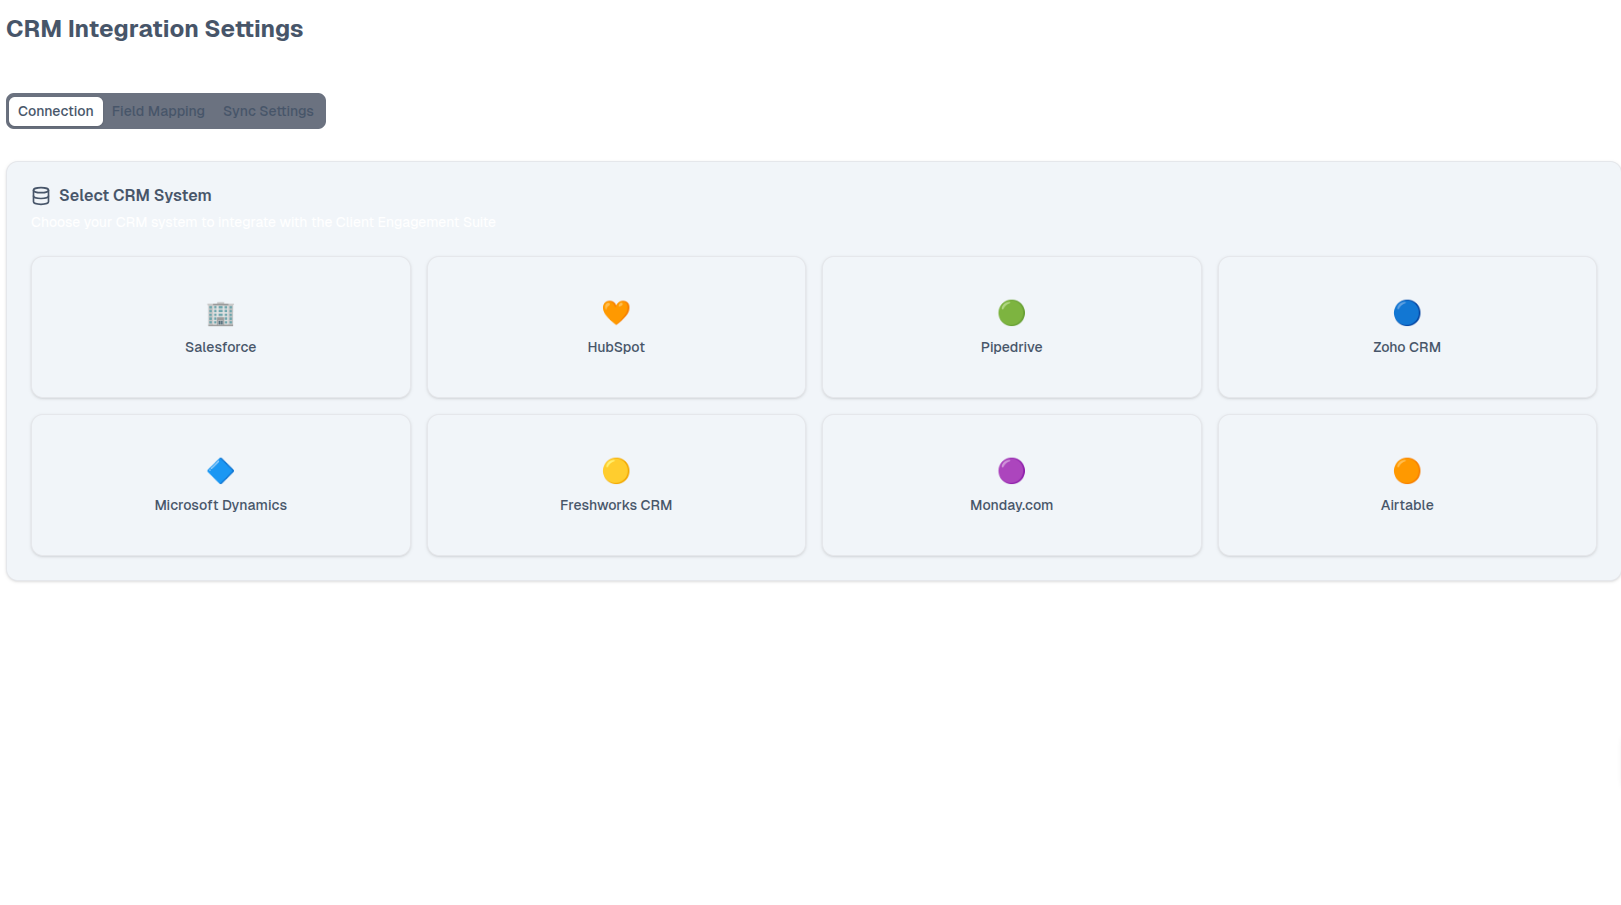 CRM Integration Settings
Connection Field Mapping Sync Settings
Select CRM System
Choose your CRM system to integrate with the Client Engagement Suite
Salesforce HubSpot Pipedrive Zoho CRM
Microsoft Dynamics Freshworks CRM Monday.com Airtable